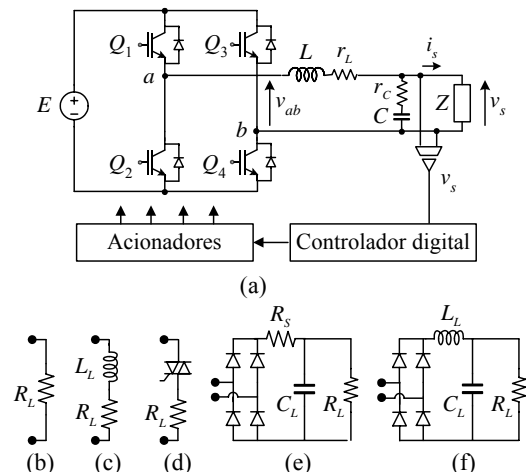 Q1 Q3
L rL is
a
E
vab
rC
C
Z
vs
b
Q2 Q4
vs
Acionadores
Controlador digital
(a)
RL
LL
RL
RL
RS
CL
RL
LL
CL
RL
(b) (c) (d) (e) (f)